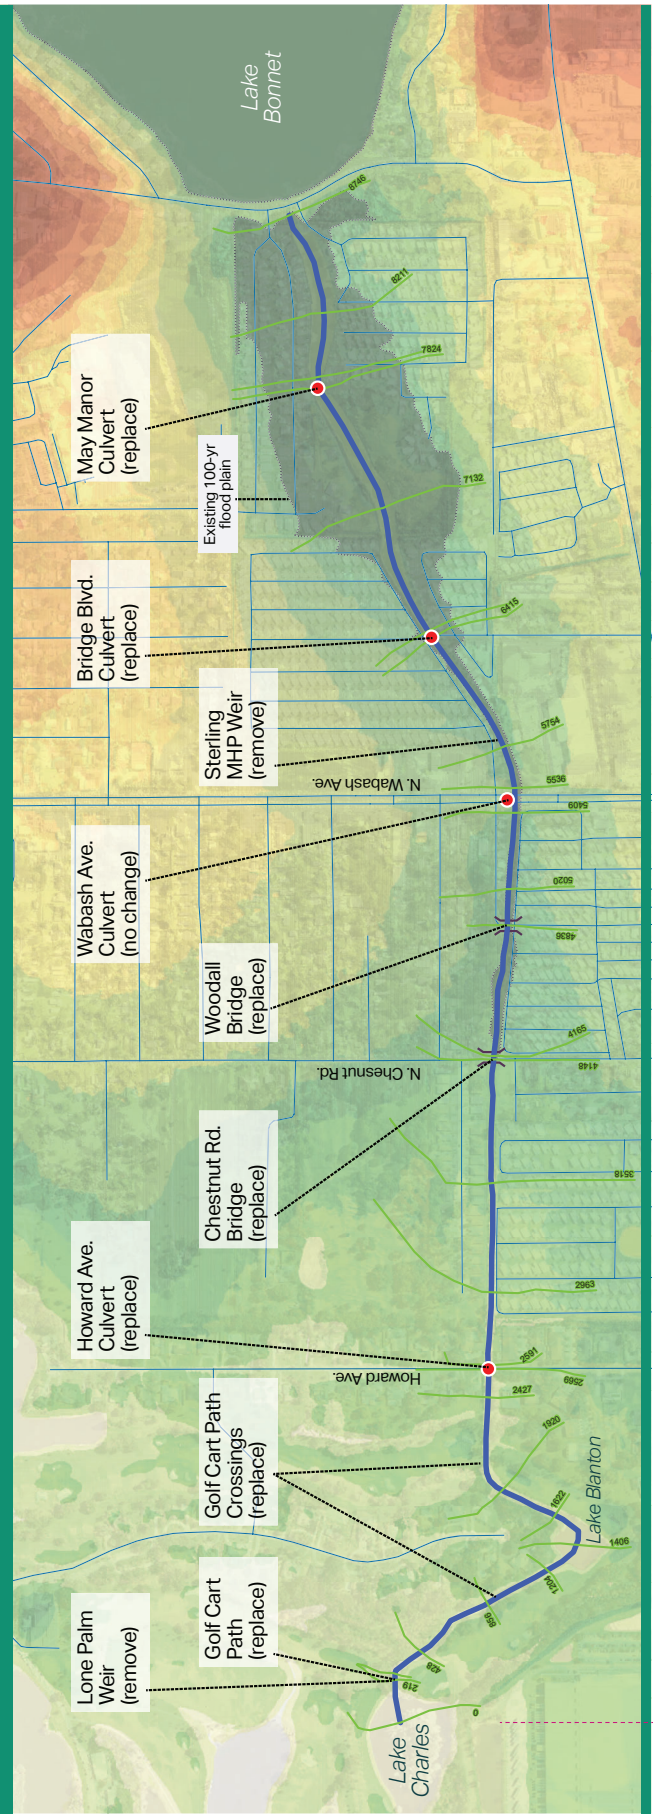 Lake
Bonnet
8746
8211
7824
May Manor
Culvert
(replace)
Existing 100-yr
flood plain
7132
Bridge Blvd.
Culvert
(replace)
6415
Sterling
MHP Weir
(remove)
5754
N. Wabash Ave.
5536
5409
Wabash Ave.
Culvert
(no change)
5020
4836
Woodall
Bridge
(replace)
4165
4148
N. Chesnut Rd.
Chestnut Rd.
Bridge
(replace)
3518
2963
Howard Ave.
Culvert
(replace)
2591
2569
Howard Ave.
2427
Golf Cart Path
Crossings
(replace)
1920
1622
Lake Blanton
1406
1204
856
Golf Cart
Path
(replace)
Lone Palm
Weir
(remove)
428
219
0
Lake
Charles